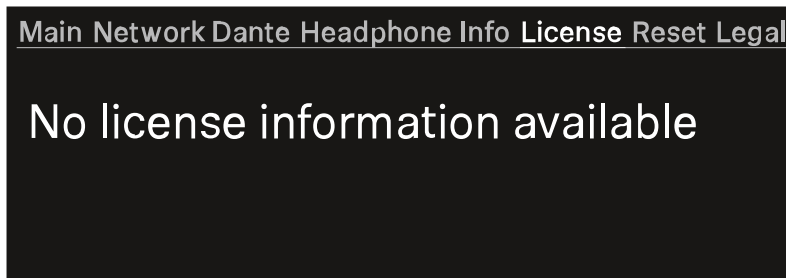 Main Network Dante Headphone Info License Reset Legal
No license information available